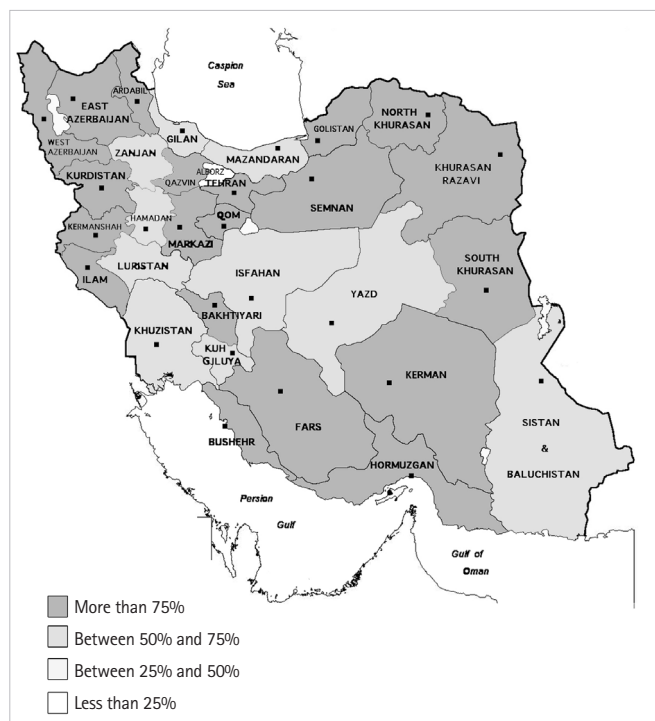 Caspion
Sea
ARDABIL
EAST
AZERBAIJAN
WEST
AZERBAIJAN
GILAN
ZANJAN
MAZANDARAN
GOLISTAN
NORTH
KHURASAN
KHURASAN
RAZAVI
KURDISTAN
QAZVIN
ALBORZ
TEHRAN
SEMNAN
HAMADAN
QOM
KERMANSHAH
MARKAZI
SOUTH
KHURASAN
LURISTAN
ILAM
ISFAHAN
YAZD
BAKHTIYARI
KHUZISTAN
KUH
GILUYA
KERMAN
SISTAN
&
BALUCHISTAN
FARS
BUSHEHR
HORMUZGAN
Persian
Gulf
Gulf of
Oman
More than 75%
Between 50% and 75%
Between 25% and 50%
Less than 25%